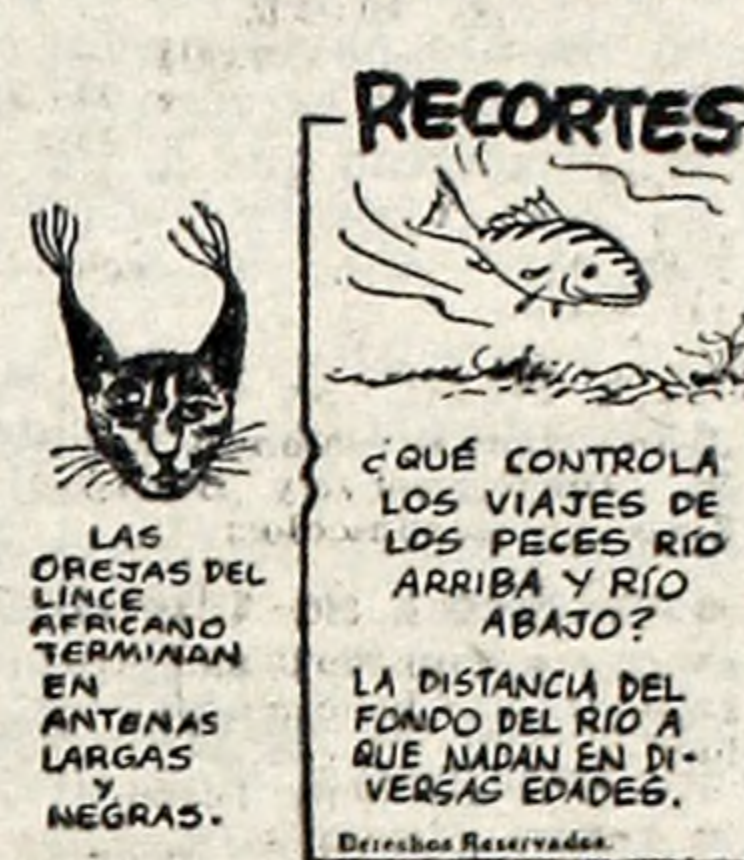 LAS
OREJAS DEL
LINCE
AFRICANO
TERMINAN
EN
ANTENAS
LARGAS
Y
NEGRAS.
RECORTES
¿QUÉ CONTROLA
LOS VIAJES DE
LOS PECES RÍO
ARRIBA Y RÍO
ABAJO?
LA DISTANCIA DEL
FONDO DEL RÍO A
QUE NADAN EN DI-
VERSAS EDADES.
Derechos Reservados.